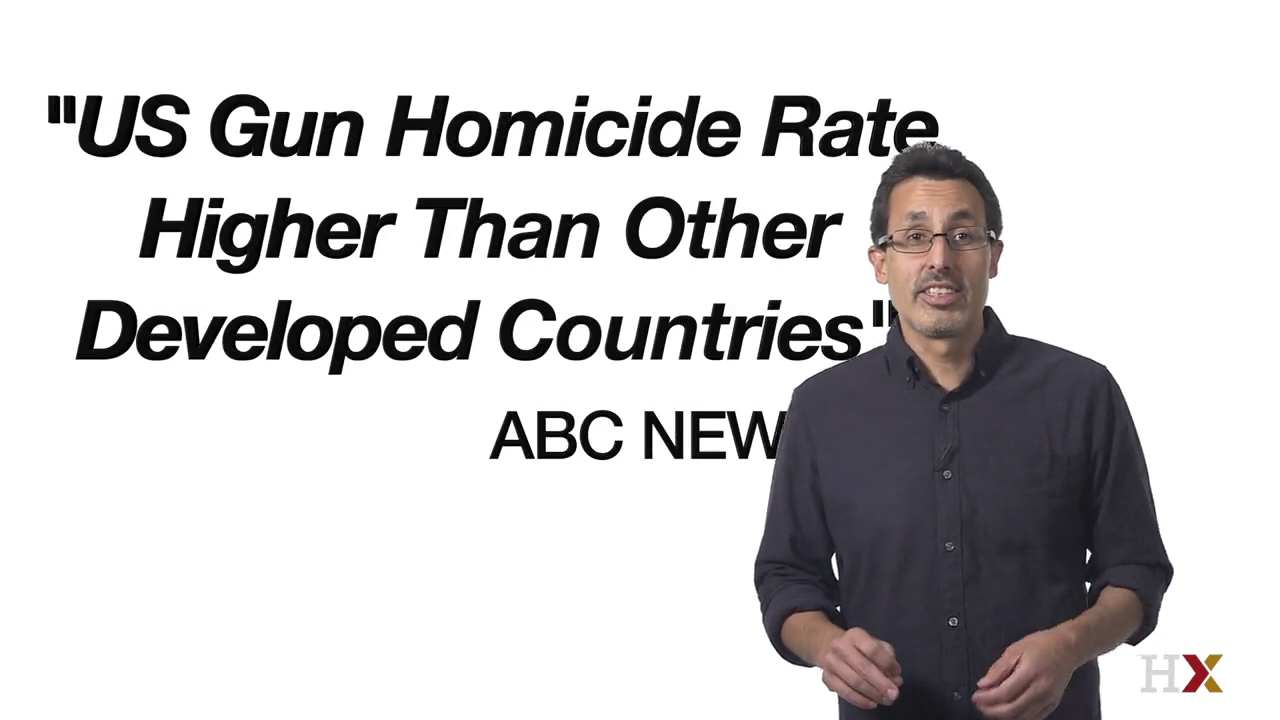 "US Gun Homicide Rate
Higher Than Other
Developed Countries"
ABC NEW
HX